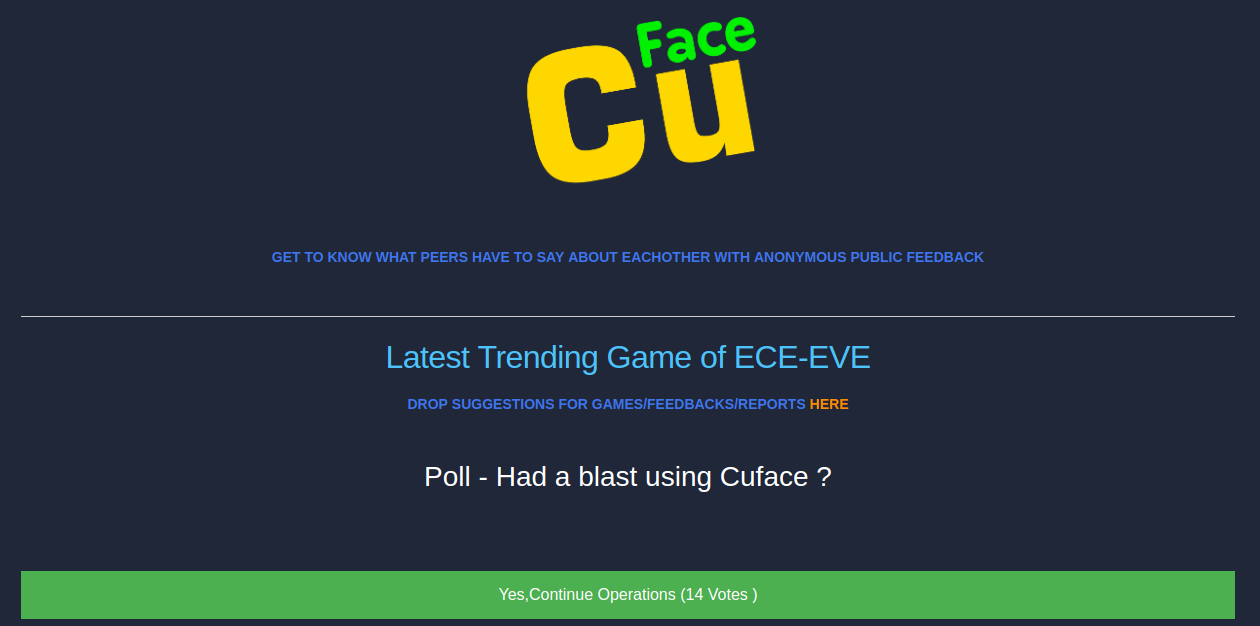 Face
Cu
GET TO KNOW WHAT PEERS HAVE TO SAY ABOUT EACHOTHER WITH ANONYMOUS PUBLIC FEEDBACK
Latest Trending Game of ECE-EVE
DROP SUGGESTIONS FOR GAMES/FEEDBACKS/REPORTS HERE
Poll - Had a blast using Cuface ?
Yes,Continue Operations (14 Votes )